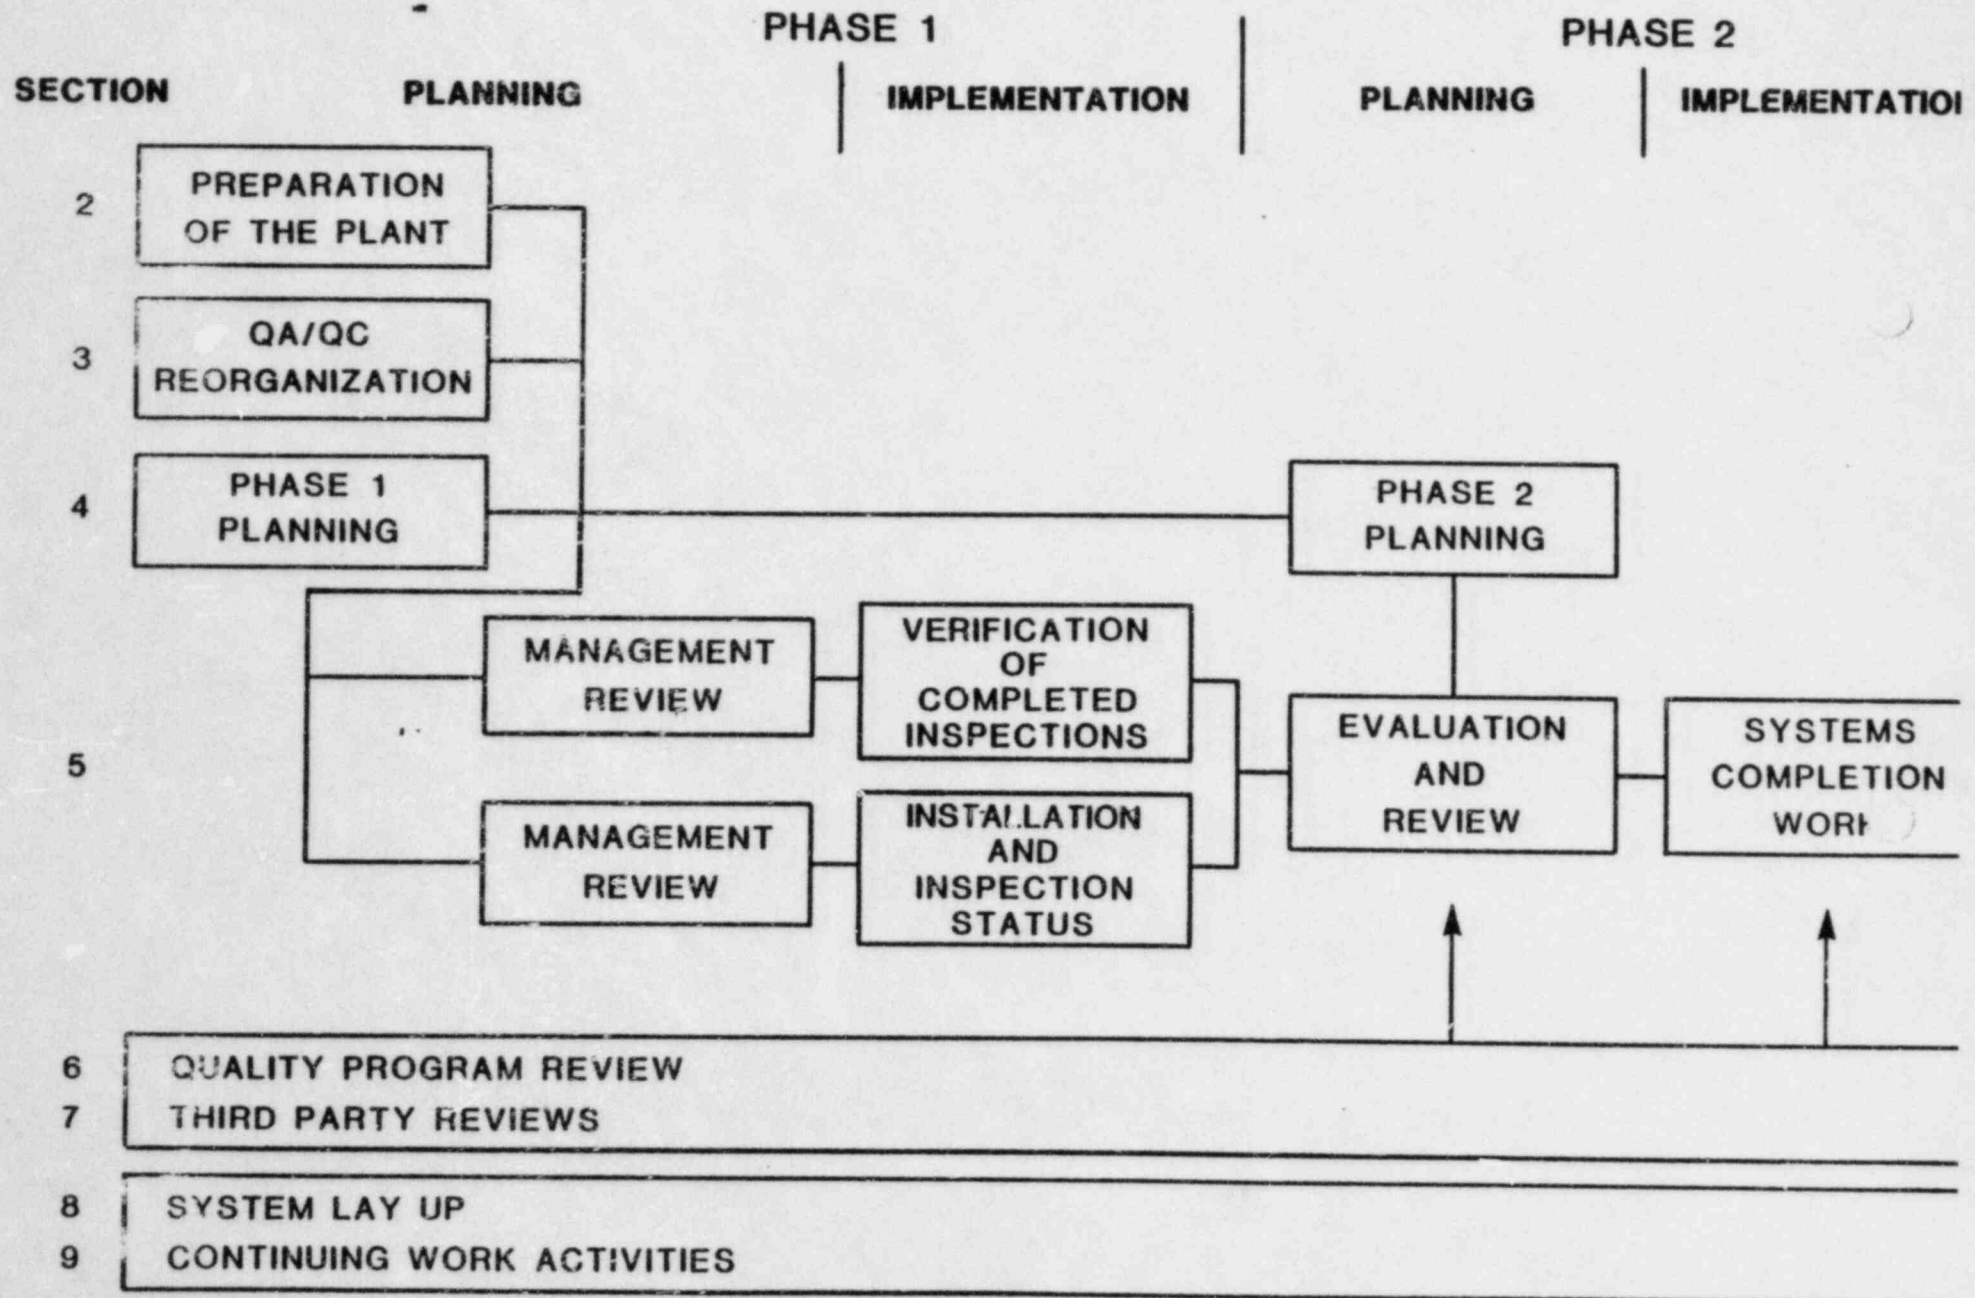 PHASE 1
PHASE 2
SECTION
PLANNING
IMPLEMENTATION
PLANNING
IMPLEMENTATIO
2
PREPARATION
OF THE PLANT
3
QA/QC
REORGANIZATION
4
PHASE 1
PLANNING
PHASE 2
PLANNING
5
MANAGEMENT
REVIEW
VERIFICATION
OF
COMPLETED
INSPECTIONS
MANAGEMENT
REVIEW
INSTALLATION
AND
INSPECTION
STATUS
EVALUATION
AND
REVIEW
SYSTEMS
COMPLETION
WORK
6 QUALITY PROGRAM REVIEW
7 THIRD PARTY REVIEWS
8 SYSTEM LAY UP
9 CONTINUING WORK ACTIVITIES